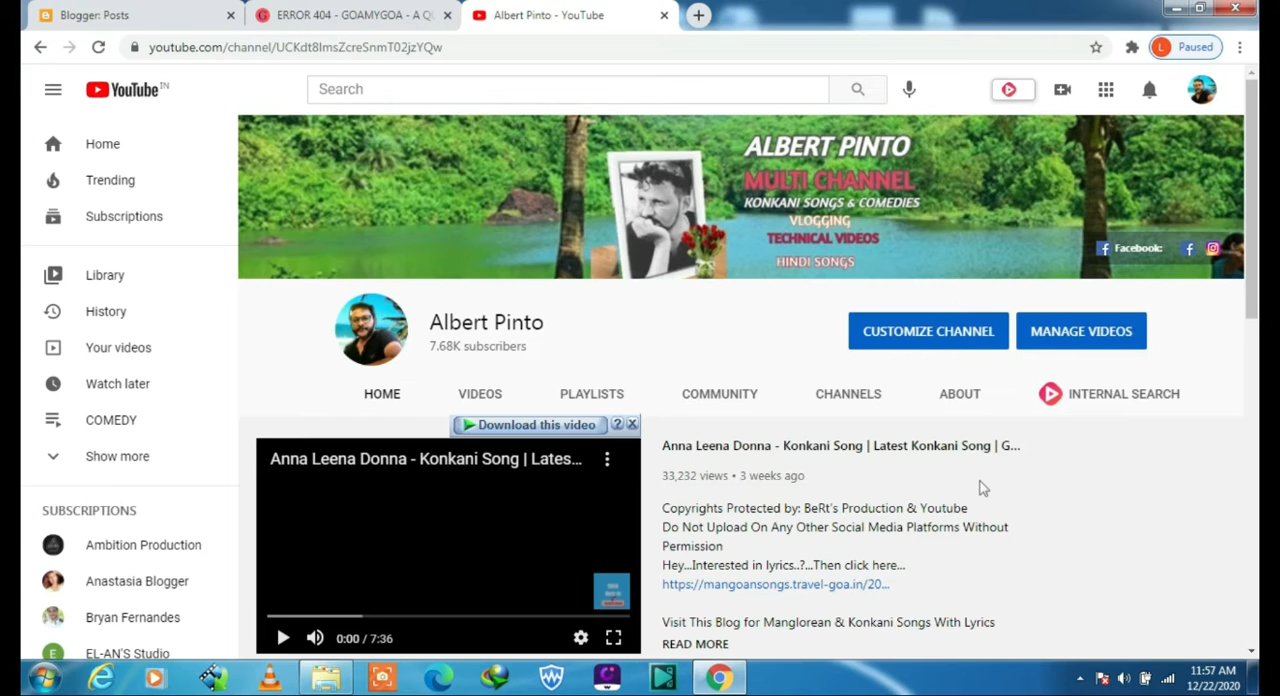 Blogger: Posts
ERROR 404 - GOAMYGOA - A QU
Albert Pinto - YouTube
youtube.com/channel/UCKdt8ImsZcreSnmT02jzYQw
L Paused
YouTube IN
Search
Home
Trending
Subscriptions
Library
History
Your videos
Watch later
COMEDY
Show more
SUBSCRIPTIONS
Ambition Production
Anastasia Blogger
Bryan Fernandes
EL-AN'S Studio
ALBERT PINTO
MULTI CHANNEL
KONKANI SONGS & COMEDIES
VLOGGING
TECHNICAL VIDEOS
HINDI SONGS
Facebook:
Albert Pinto
7.68K subscribers
CUSTOMIZE CHANNEL
MANAGE VIDEOS
HOME
VIDEOS
PLAYLISTS
COMMUNITY
CHANNELS
ABOUT
INTERNAL SEARCH
Download this video ? X
Anna Leena Donna - Konkani Song | Lates...
0:00 / 7:36
Anna Leena Donna - Konkani Song | Latest Konkani Song | G...
33,232 views • 3 weeks ago
Copyrights Protected by: BeRt's Production & Youtube
Do Not Upload On Any Other Social Media Platforms Without
Permission
Hey...Interested in lyrics..?...Then click here...
https://mangoansongs.travel-goa.in/20...
Visit This Blog for Manglorean & Konkani Songs With Lyrics
READ MORE
11:57 AM
12/22/2020